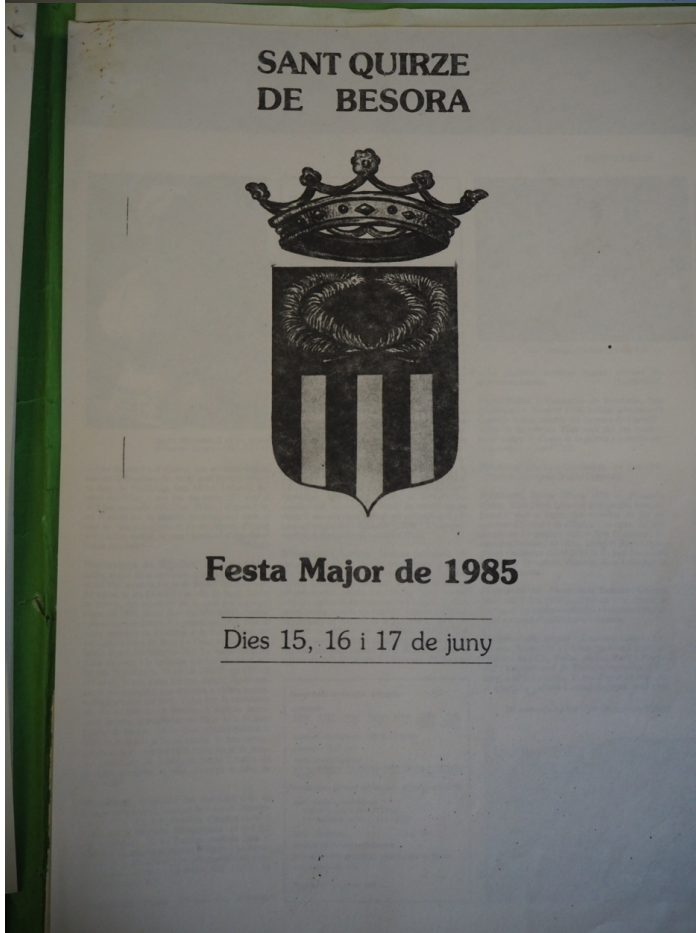 SANT QUIRZE
DE BESORA
Festa Major de 1985
Dies 15, 16 i 17 de juny